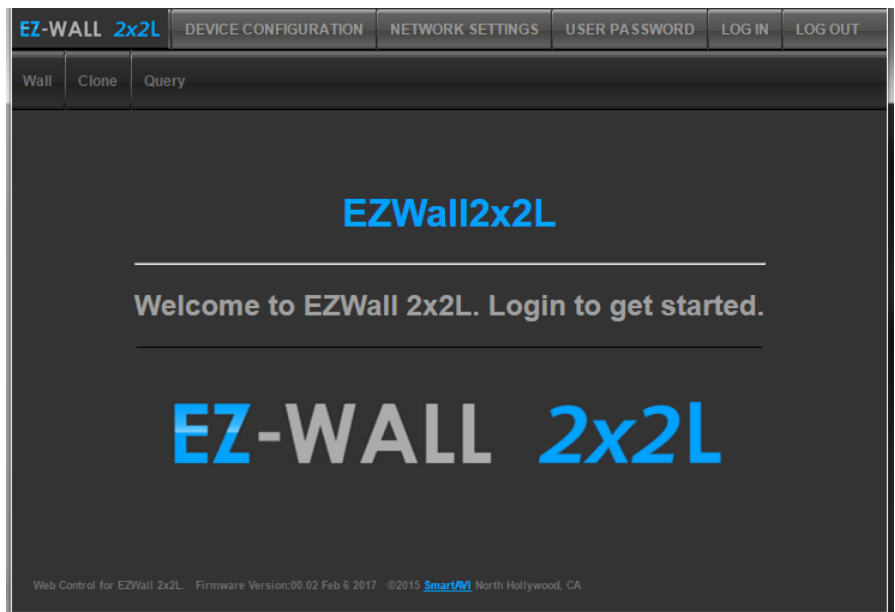 EZ-WALL 2x2L DEVICE CONFIGURATION NETWORK SETTINGS USER PASSWORD LOG IN LOG OUT
Wall Clone Query
EZWall2x2L
Welcome to EZWall 2x2L. Login to get started.
EZ-WALL 2x2L
Web Control for EZWall 2x2L. Firmware Version:00.02 Feb 6 2017 ©2015 SmartAVI North Hollywood, CA